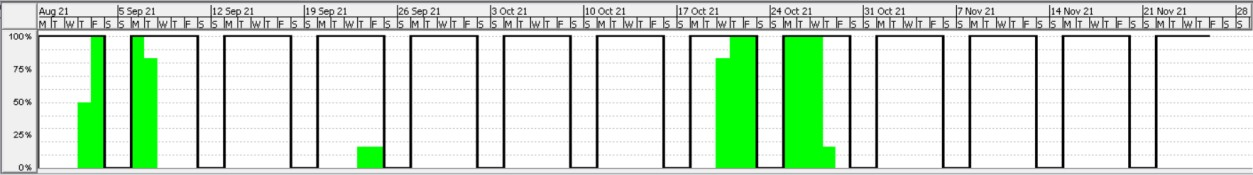 Aug 21 5 Sep 21 12 Sep 21 19 Sep 21 26 Sep 21 3 Oct 21 10 Oct 21 17 Oct 21 24 Oct 21 31 Oct 21 7 Nov 21 14 Nov 21 21 Nov 21 28
M T W T F S S M T W T F S S M T W T F S S M T W T F S S M T W T F S S M T W T F S S M T W T F S S M T W T F S S M T W T F S S M T W T F S S M T W T F S S M T W T F S S M T W T F S S
100%
75%
50%
25%
0%